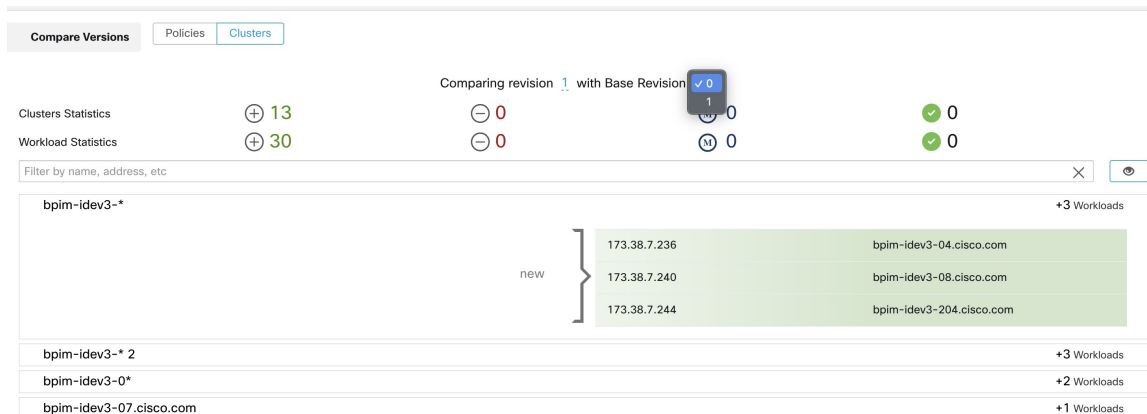 Compare Versions Policies Clusters
Comparing revision 1 with Base Revision ✓ 0
1
Clusters Statistics + 13 − 0 M 0 ✓ 0
Workload Statistics + 30 − 0 M 0 ✓ 0
Filter by name, address, etc
bpim-idev3-* +3 Workloads
173.38.7.236 bpim-idev3-04.cisco.com
new 173.38.7.240 bpim-idev3-08.cisco.com
173.38.7.244 bpim-idev3-204.cisco.com
bpim-idev3-* 2 +3 Workloads
bpim-idev3-0* +2 Workloads
bpim-idev3-07.cisco.com +1 Workloads